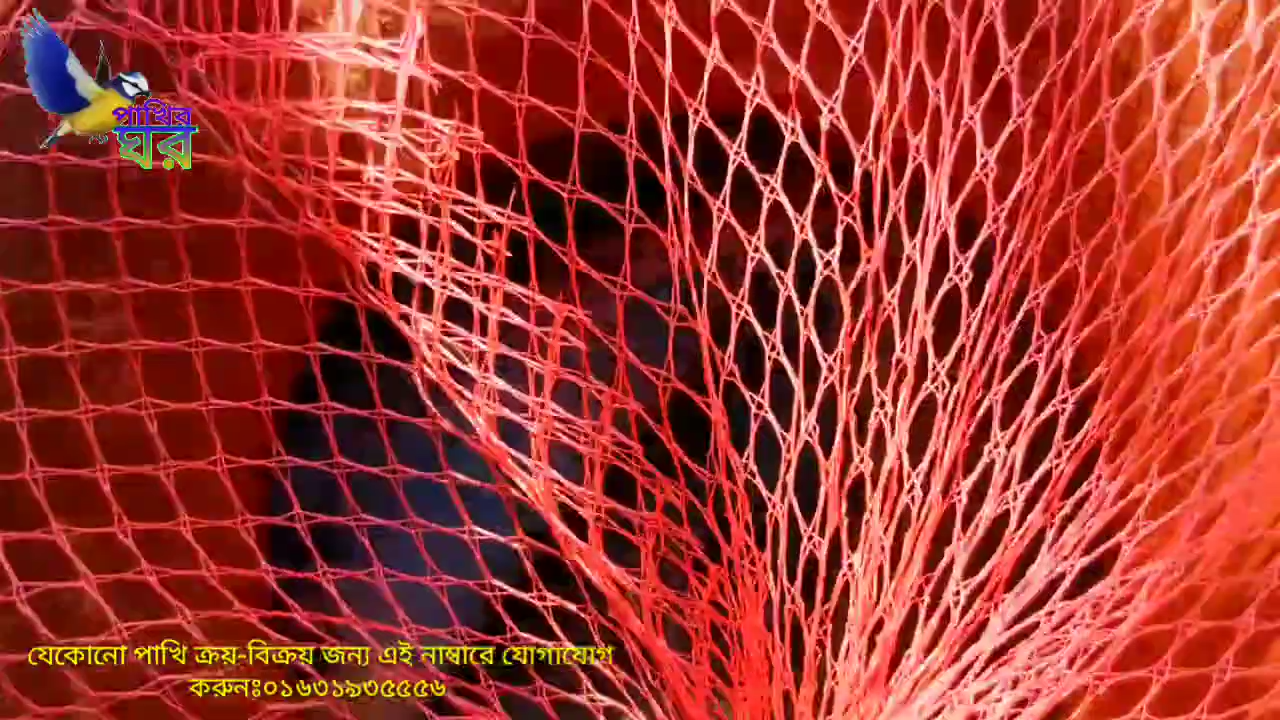 পাখির
ঘর
যেকোনো পাখি ক্রয়-বিক্রয় জন্য এই নাম্বারে যোগাযোগ
করুনঃ০১৬৩১৯৩৫৫৫৬